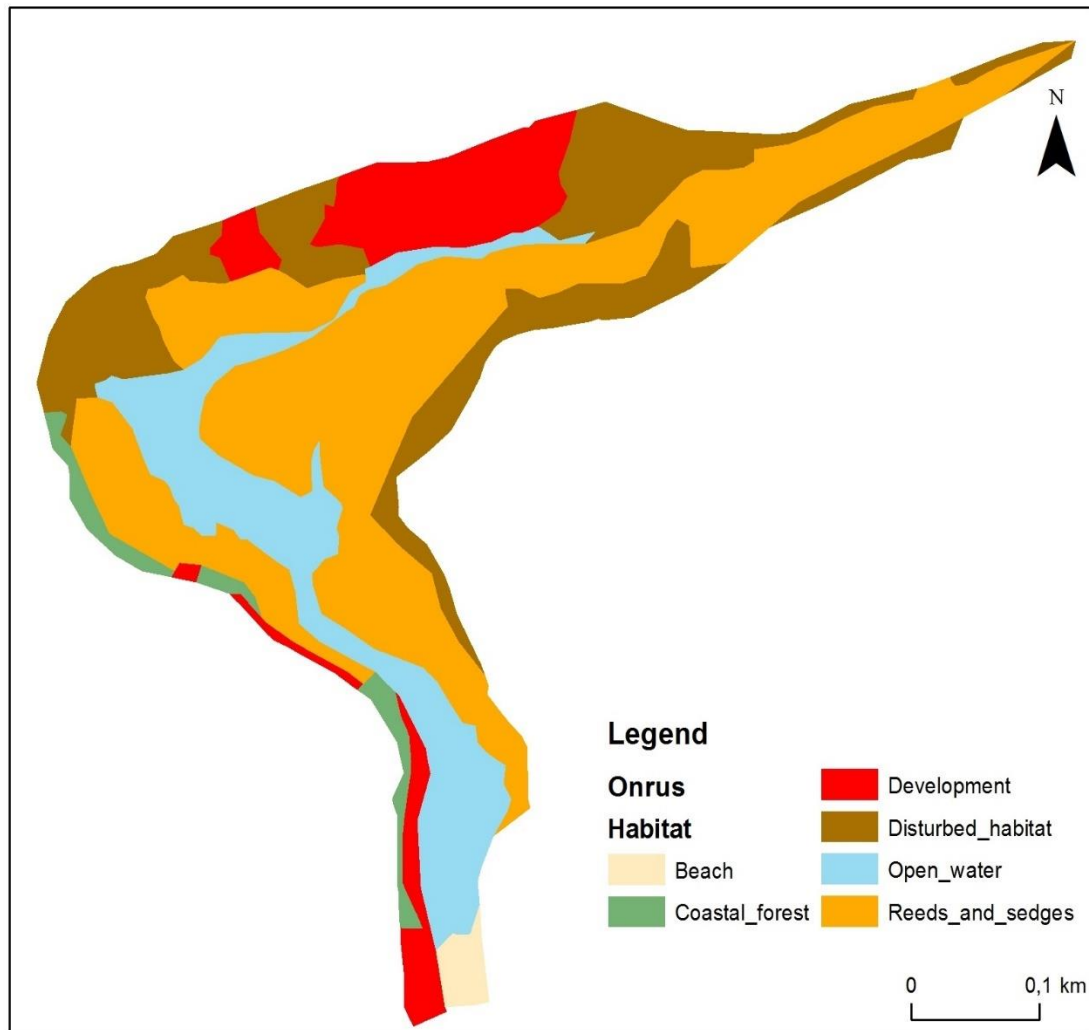 N
Legend
Onrus
Habitat
Beach
Coastal_forest
Development
Disturbed_habitat
Open_water
Reeds_and_sedges
0 0,1 km